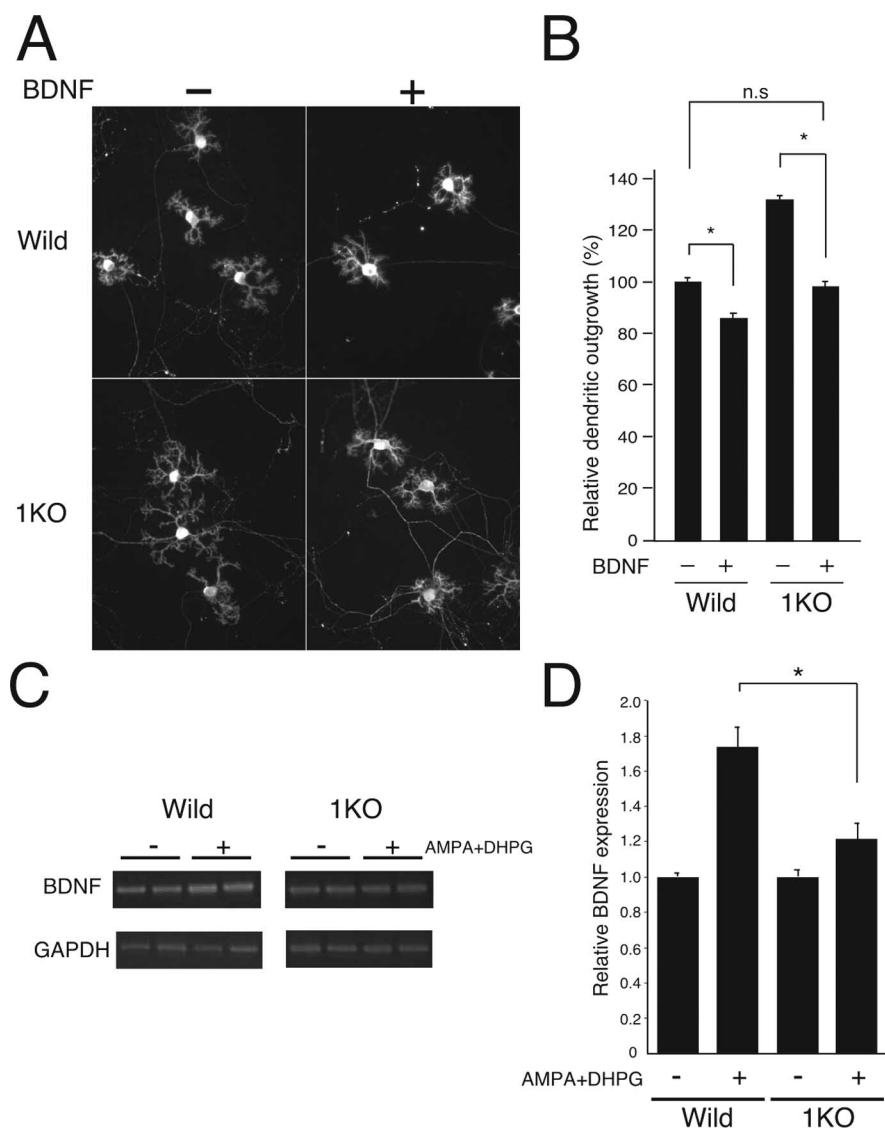 A
BDNF − +
Wild
1KO
B
n.s
*
*
Relative dendritic outgrowth (%)
140
120
100
80
60
40
20
0
BDNF − + − +
Wild 1KO
C
Wild 1KO
- + - + AMPA+DHPG
BDNF
GAPDH
D
*
Relative BDNF expression
2.0
1.8
1.6
1.4
1.2
1.0
0.8
0.6
0.4
0.2
0
AMPA+DHPG - + - +
Wild 1KO